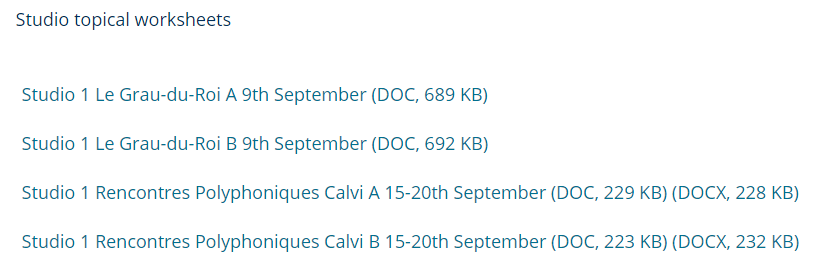 Studio topical worksheets
Studio 1 Le Grau-du-Roi A 9th September (DOC, 689 KB)
Studio 1 Le Grau-du-Roi B 9th September (DOC, 692 KB)
Studio 1 Rencontres Polyphoniques Calvi A 15-20th September (DOC, 229 KB) (DOCX, 228 KB)
Studio 1 Rencontres Polyphoniques Calvi B 15-20th September (DOC, 223 KB) (DOCX, 232 KB)